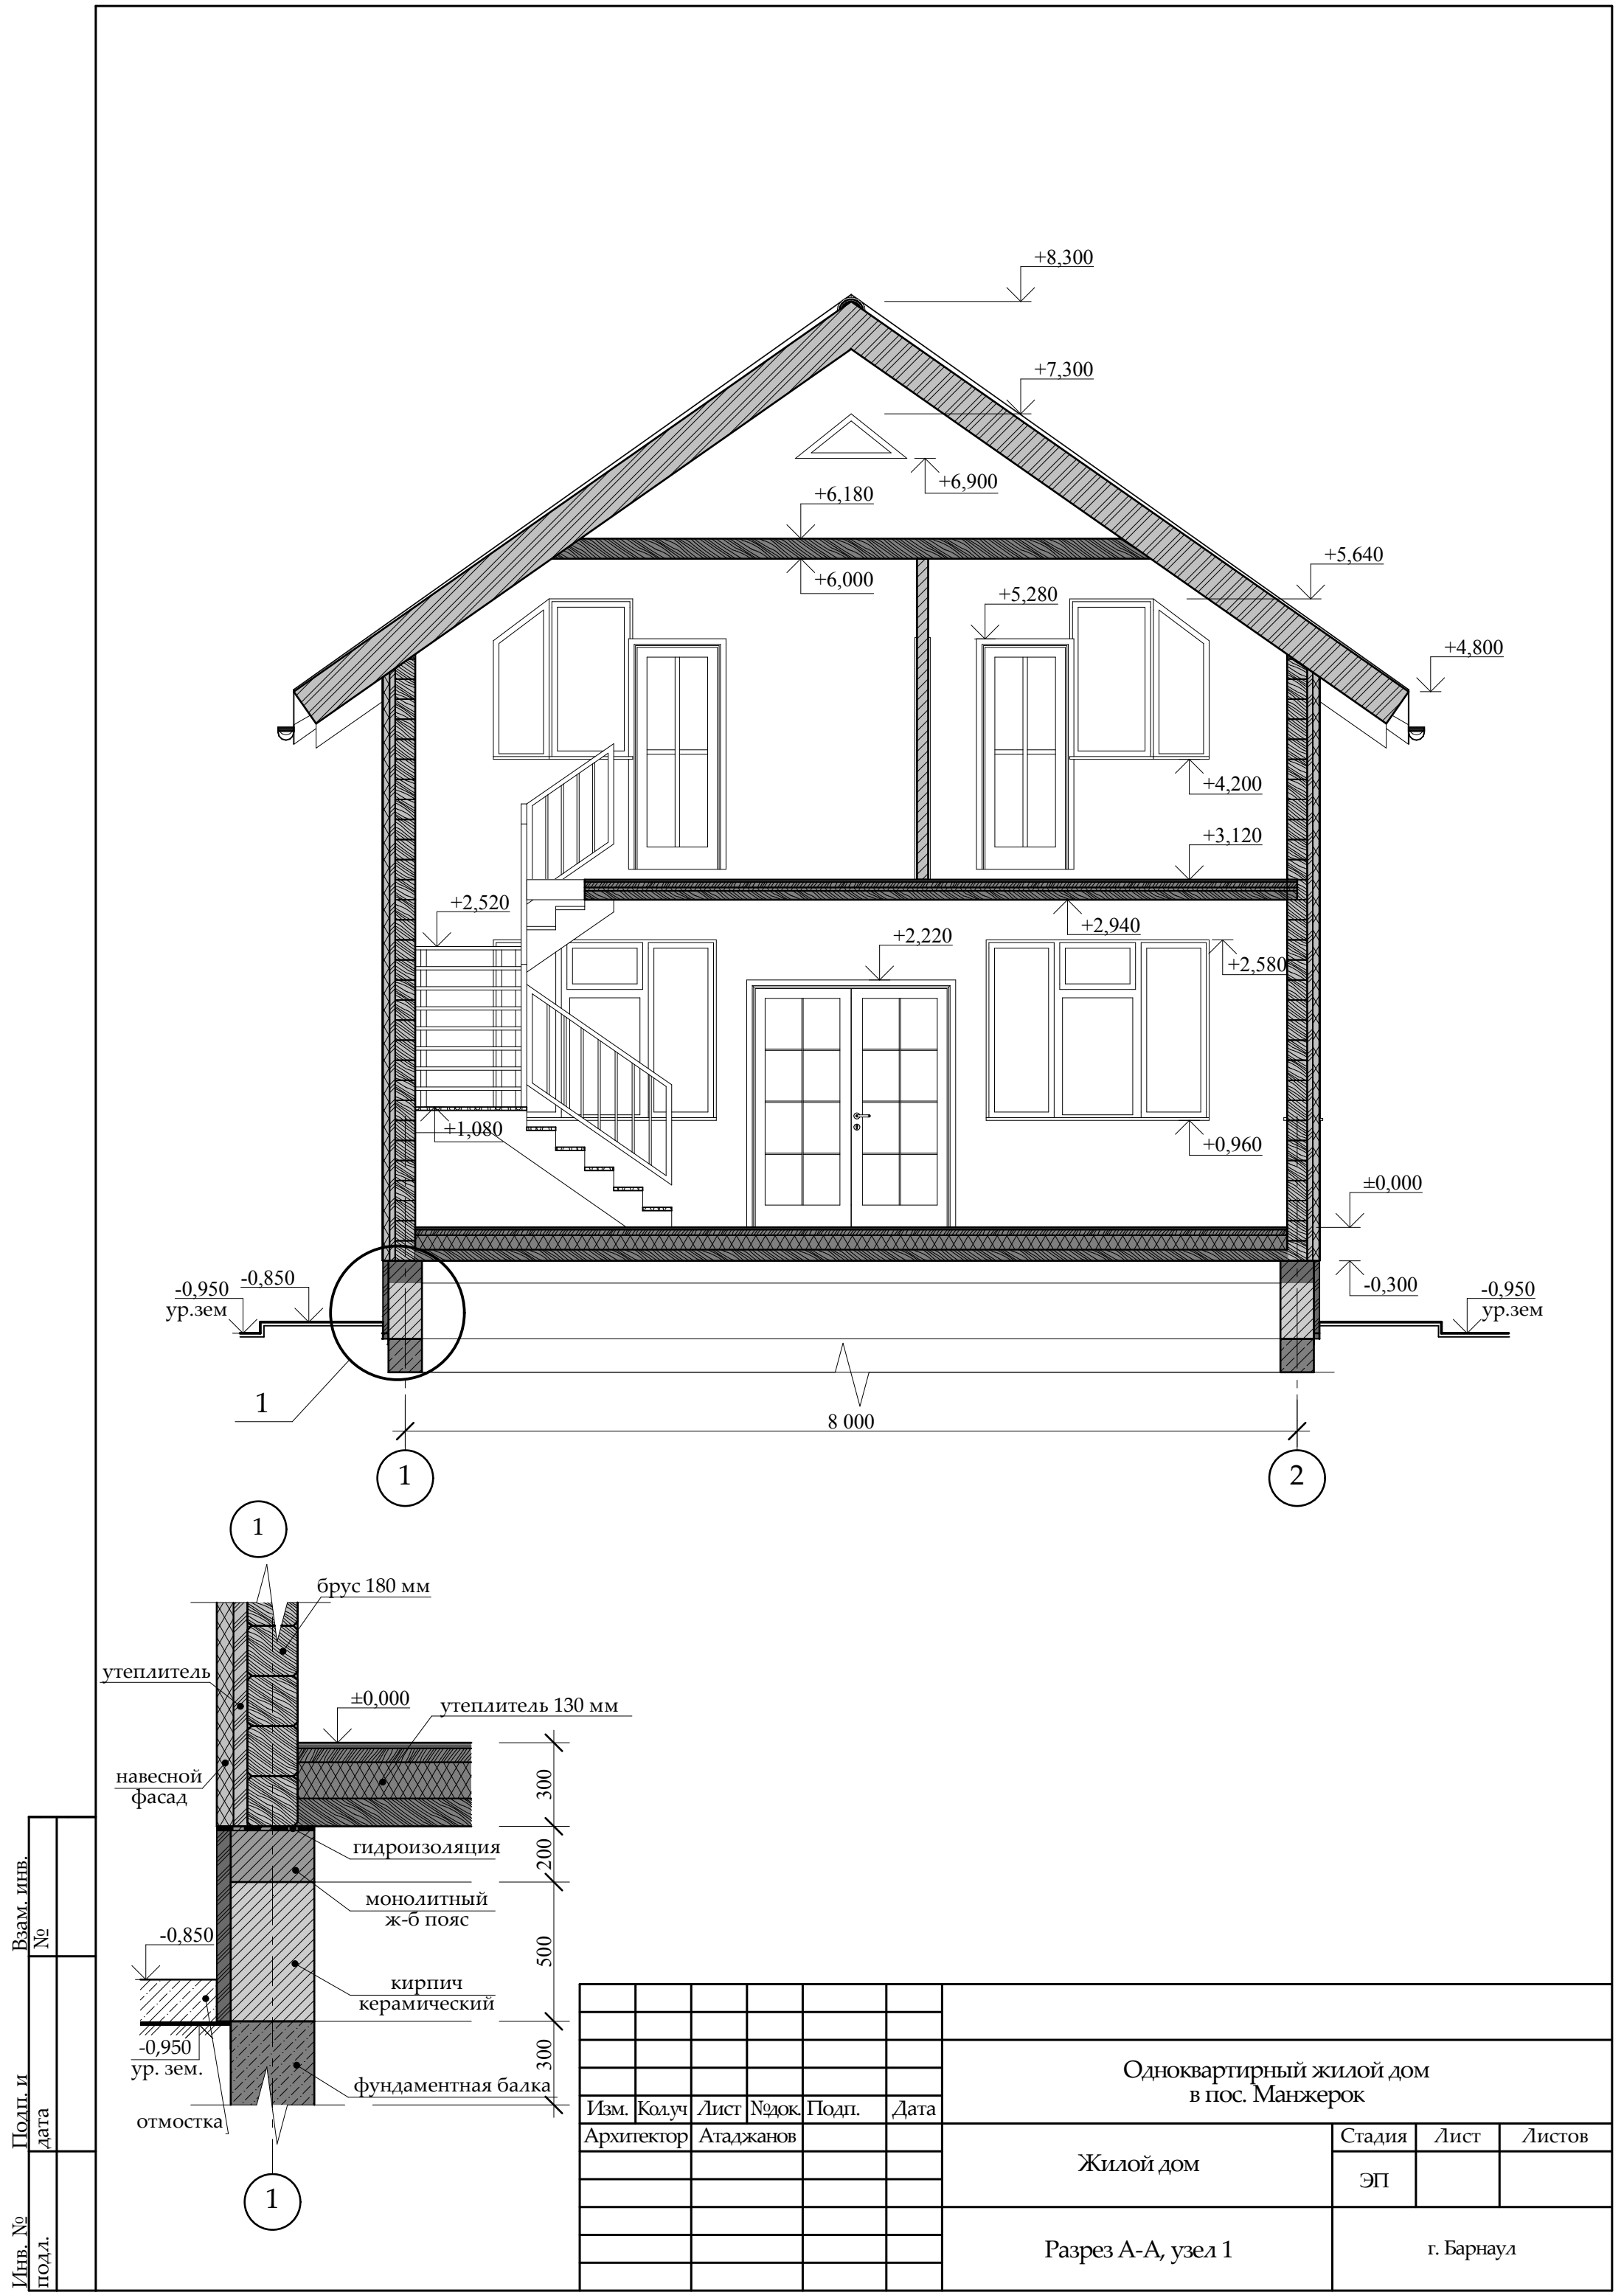 +8,300
+7,300
+6,900
+6,180
+6,000
+5,640
+5,280
+4,800
+4,200
+3,120
+2,520
+2,940
+2,220
+2,580
+1,080
+0,960
±0,000
-0,950
ур.зем
-0,850
-0,300
-0,950
ур.зем
1
8 000
1
2
1
брус 180 мм
утеплитель
±0,000
утеплитель 130 мм
навесной
фасад
300
гидроизоляция
200
монолитный
ж-б пояс
-0,850
500
кирпич
керамический
-0,950
ур. зем.
300
фундаментная балка
отмостка
1
Взам. инв.
№
Подп. и
дата
Инв. №
подл.
Одноквартирный жилой дом
в пос. Манжерок
Изм. Кол.уч Лист №док. Подп. Дата
Архитектор Атаджанов
Жилой дом
Стадия Лист Листов
ЭП
Разрез А-А, узел 1
г. Барнаул